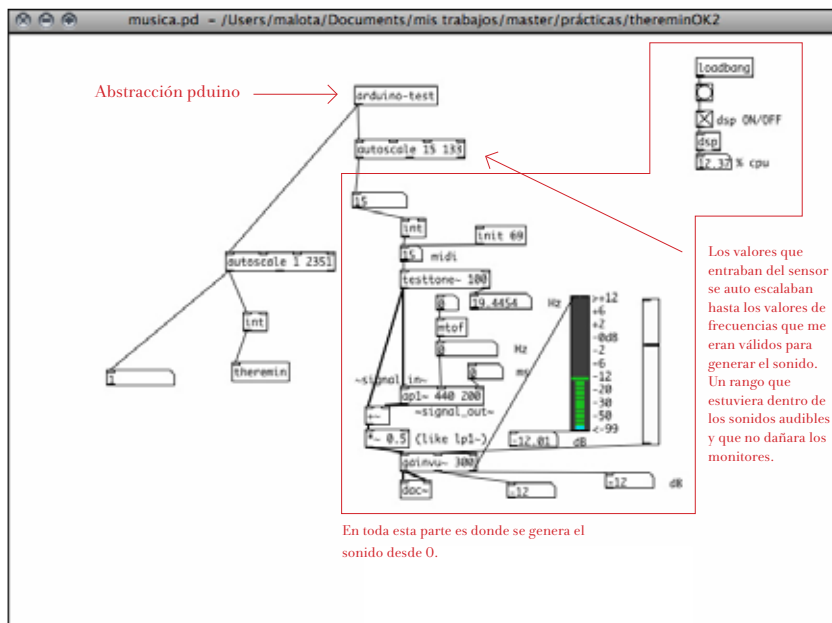 musica.pd - /Users/malota/Documents/mis trabajos/master/prácticas/thereminOK2
Abstracción pduino
arduino-test
autoscale 15 133
15
int
init 69
15 midi
testtone~ 100
0
19.4454 Hz
mtof
0 Hz
0 ms
~signal_in~
ap1~ 440 200
~signal_out~
+~
*~ 0.5 (like lp1~)
-12.01 dB
gainvu~ 300
dac~
-12
-12 dB
autoscale 1 2351
int
1
theremin
>+12
+6
+2
-0dB
-2
-6
-12
-20
-30
-50
<-99
loadbang
dsp ON/OFF
dsp
12.37 % cpu
Los valores que
entraban del sensor
se auto escalaban
hasta los valores de
frecuencias que me
eran válidos para
generar el sonido.
Un rango que
estuviera dentro de
los sonidos audibles
y que no dañara los
monitores.
En toda esta parte es donde se genera el
sonido desde 0.